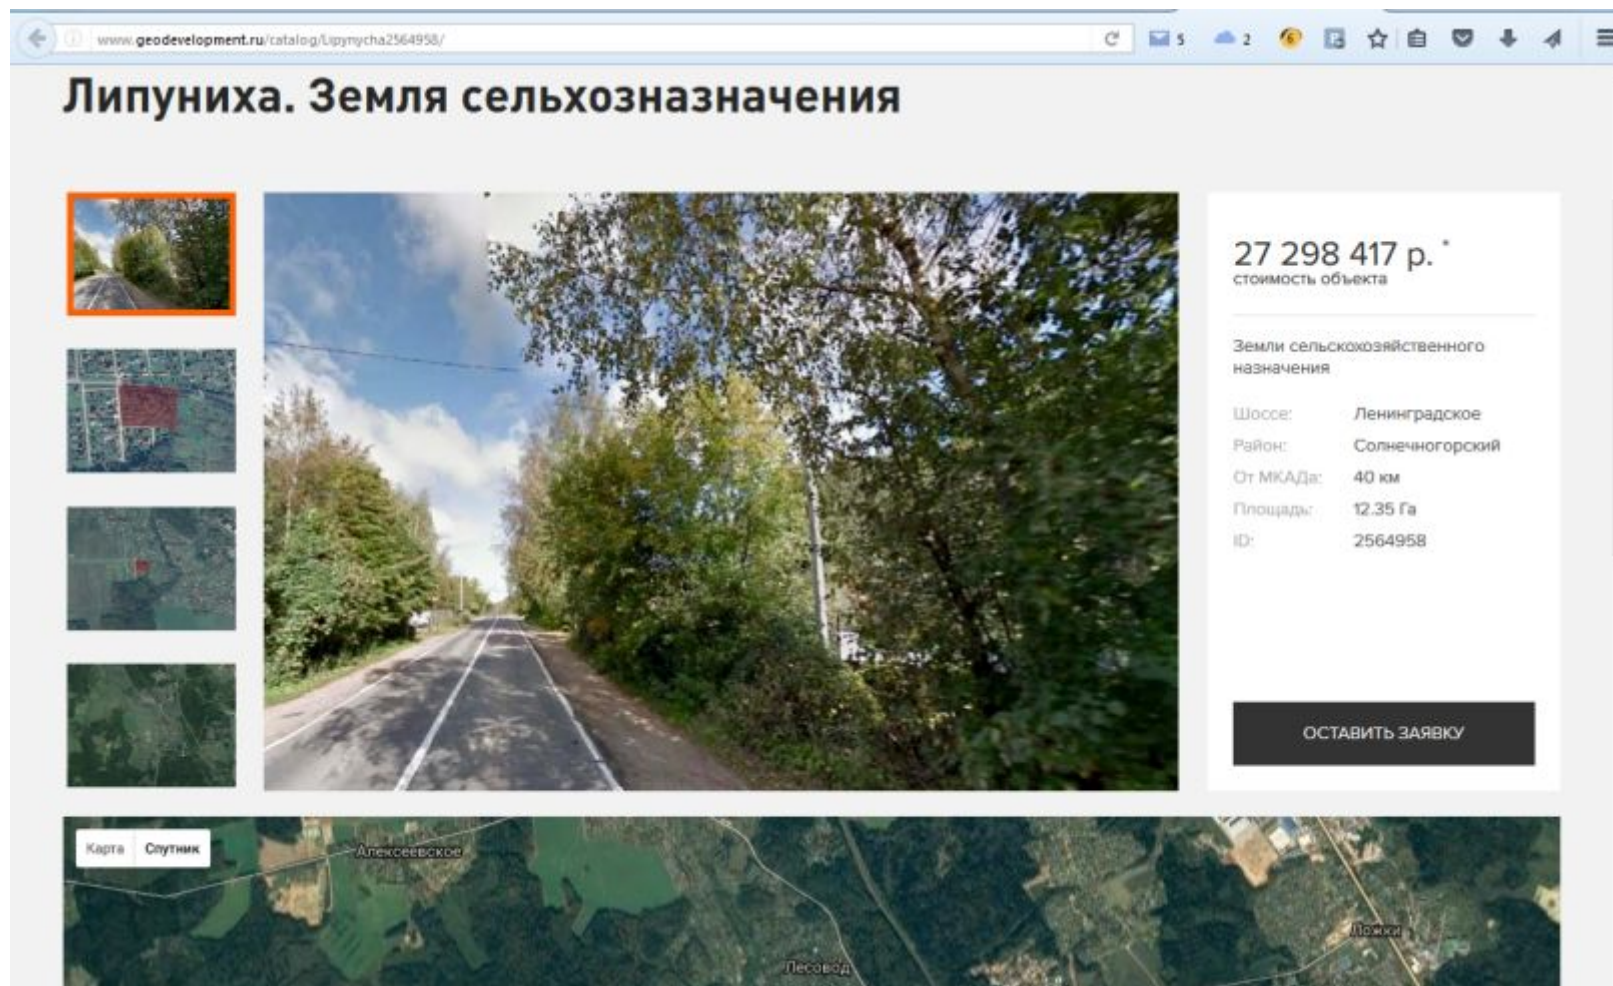 www.geodevelopment.ru/catalog/Lipynycha2564958/
5
2
6
Липуниха. Земля сельхозназначения
27 298 417 р. *
стоимость объекта
Земли сельскохозяйственного
назначения
Шоссе: Ленинградское
Район: Солнечногорский
От МКАДа: 40 км
Площадь: 12.35 Га
ID: 2564958
ОСТАВИТЬ ЗАЯВКУ
Карта Спутник
Алексеевское
Ложки
Лесовод